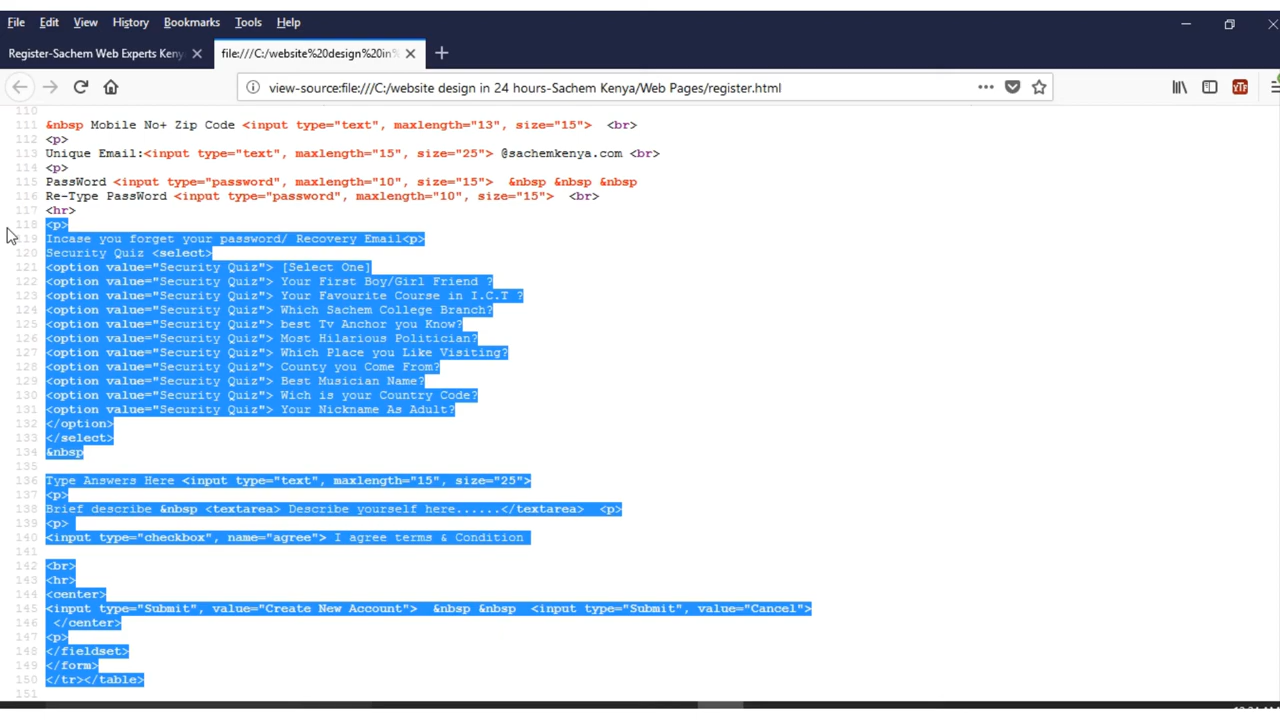 File Edit View History Bookmarks Tools Help
Register-Sachem Web Experts Keny
file:///C:/website%20design%20in%
view-source:file:///C:/website design in 24 hours-Sachem Kenya/Web Pages/register.html
110
111 &nbsp Mobile No+ Zip Code <input type="text", maxlength="13", size="15"> <br>
112 <p>
113 Unique Email:<input type="text", maxlength="15", size="25"> @sachemkenya.com <br>
114 <p>
115 PassWord <input type="password", maxlength="10", size="15"> &nbsp &nbsp &nbsp
116 Re-Type PassWord <input type="password", maxlength="10", size="15"> <br>
117 <hr>
118 <p>
119 Incase you forget your password/ Recovery Email<p>
120 Security Quiz <select>
121 <option value="Security Quiz"> [Select One]
122 <option value="Security Quiz"> Your First Boy/Girl Friend ?
123 <option value="Security Quiz"> Your Favourite Course in I.C.T ?
124 <option value="Security Quiz"> Which Sachem College Branch?
125 <option value="Security Quiz"> best Tv Anchor you Know?
126 <option value="Security Quiz"> Most Hilarious Politician?
127 <option value="Security Quiz"> Which Place you Like Visiting?
128 <option value="Security Quiz"> County you Come From?
129 <option value="Security Quiz"> Best Musician Name?
130 <option value="Security Quiz"> Wich is your Country Code?
131 <option value="Security Quiz"> Your Nickname As Adult?
132 </option>
133 </select>
134 &nbsp
135
136 Type Answers Here <input type="text", maxlength="15", size="25">
137 <p>
138 Brief describe &nbsp <textarea> Describe yourself here......</textarea> <p>
139 <p>
140 <input type="checkbox", name="agree"> I agree terms & Condition
141
142 <br>
143 <hr>
144 <center>
145 <input type="Submit", value="Create New Account"> &nbsp &nbsp <input type="Submit", value="Cancel">
146 </center>
147 <p>
148 </fieldset>
149 </form>
150 </tr></table>
151